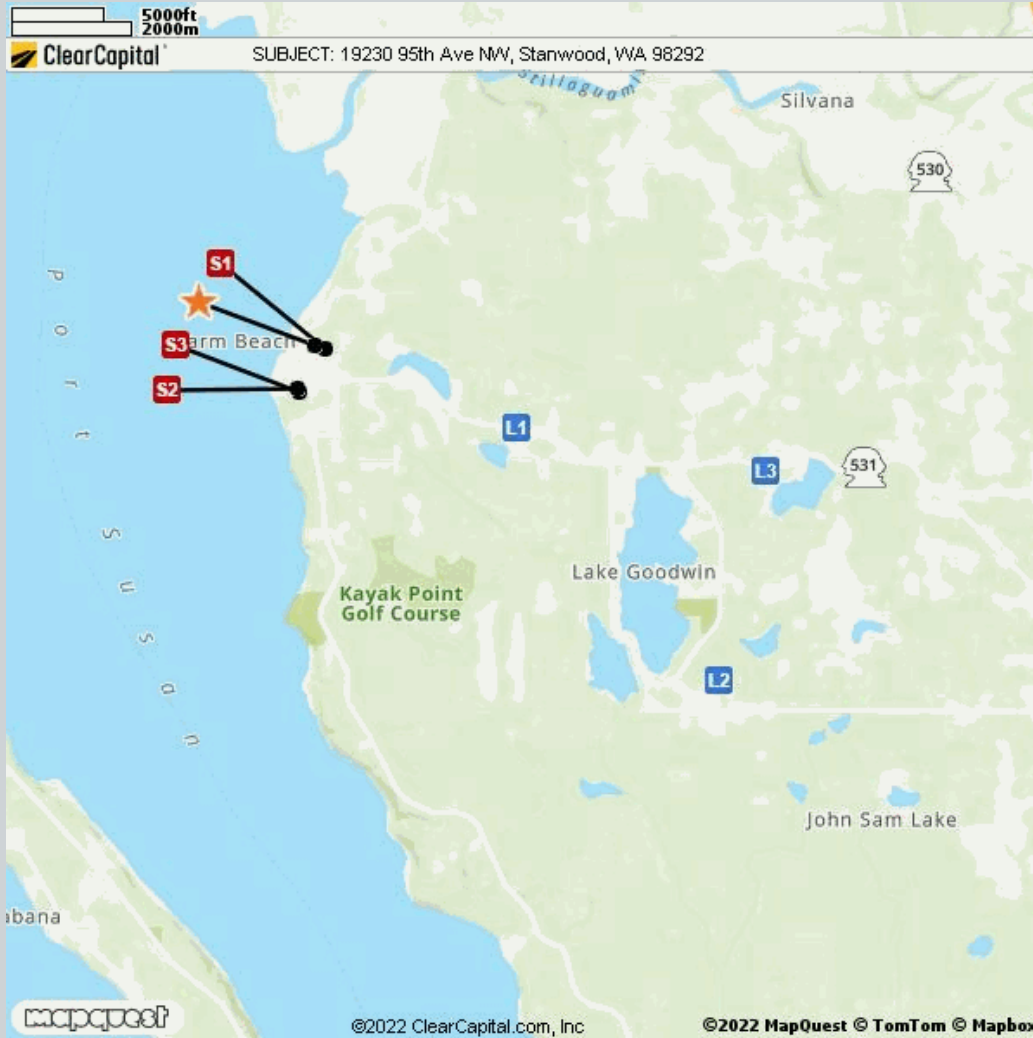 5000ft
2000m
ClearCapital
SUBJECT: 19230 95th Ave NW, Stanwood, WA 98292
Silvana
530
S1
Port Susan
S3
arm Beach
S2
L1
L3
531
Lake Goodwin
Kayak Point
Golf Course
L2
John Sam Lake
abana
mapquest
©2022 ClearCapital.com, Inc
©2022 MapQuest © TomTom © Mapbox